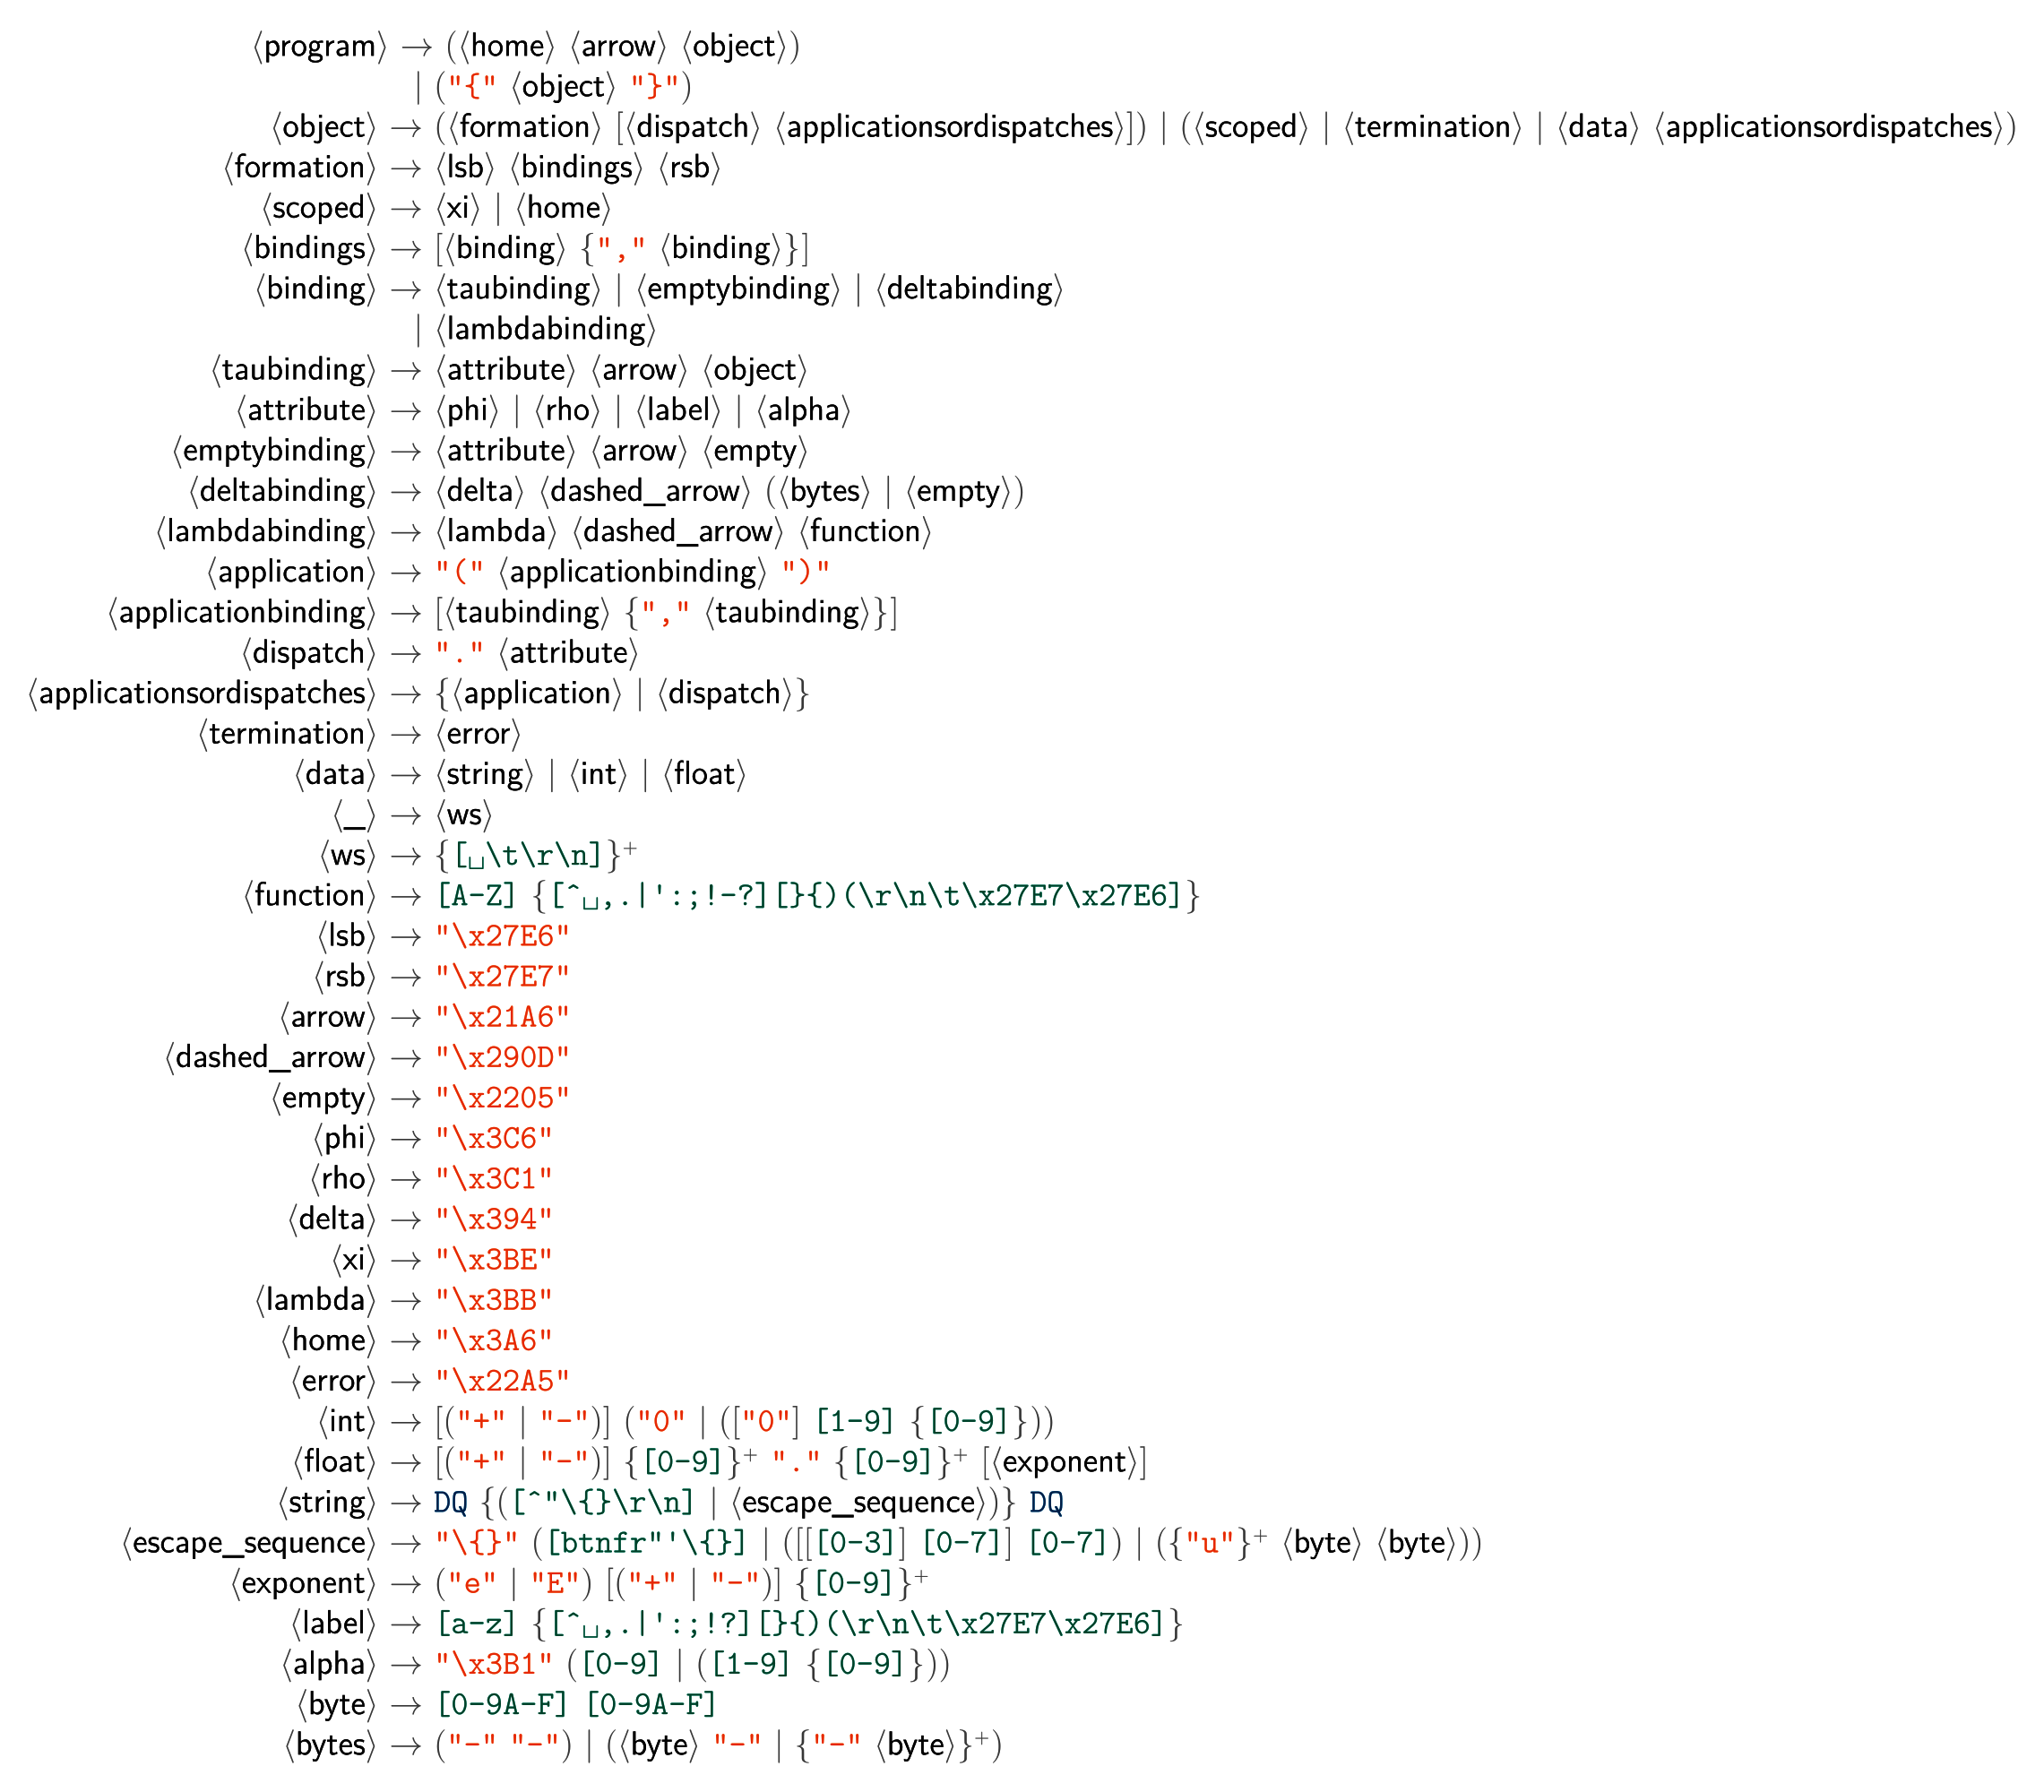 ⟨program⟩ → (⟨home⟩ ⟨arrow⟩ ⟨object⟩)
| ("{" ⟨object⟩ "}")
⟨object⟩ → (⟨formation⟩ [⟨dispatch⟩ ⟨applicationsordispatches⟩]) | (⟨scoped⟩ | ⟨termination⟩ | ⟨data⟩ ⟨applicationsordispatches⟩)
⟨formation⟩ → ⟨lsb⟩ ⟨bindings⟩ ⟨rsb⟩
⟨scoped⟩ → ⟨xi⟩ | ⟨home⟩
⟨bindings⟩ → [⟨binding⟩ {"," ⟨binding⟩}]
⟨binding⟩ → ⟨taubinding⟩ | ⟨emptybinding⟩ | ⟨deltabinding⟩
| ⟨lambdabinding⟩
⟨taubinding⟩ → ⟨attribute⟩ ⟨arrow⟩ ⟨object⟩
⟨attribute⟩ → ⟨phi⟩ | ⟨rho⟩ | ⟨label⟩ | ⟨alpha⟩
⟨emptybinding⟩ → ⟨attribute⟩ ⟨arrow⟩ ⟨empty⟩
⟨deltabinding⟩ → ⟨delta⟩ ⟨dashed_arrow⟩ (⟨bytes⟩ | ⟨empty⟩)
⟨lambdabinding⟩ → ⟨lambda⟩ ⟨dashed_arrow⟩ ⟨function⟩
⟨application⟩ → "(" ⟨applicationbinding⟩ ")"
⟨applicationbinding⟩ → [⟨taubinding⟩ {"," ⟨taubinding⟩}]
⟨dispatch⟩ → "." ⟨attribute⟩
⟨applicationsordispatches⟩ → {⟨application⟩ | ⟨dispatch⟩}
⟨termination⟩ → ⟨error⟩
⟨data⟩ → ⟨string⟩ | ⟨int⟩ | ⟨float⟩
⟨_⟩ → ⟨ws⟩
⟨ws⟩ → {[␣\t\r\n]}⁺
⟨function⟩ → [A-Z] {[^␣,.|':;!-?][}{)(\r\n\t\x27E7\x27E6]}
⟨lsb⟩ → "\x27E6"
⟨rsb⟩ → "\x27E7"
⟨arrow⟩ → "\x21A6"
⟨dashed_arrow⟩ → "\x290D"
⟨empty⟩ → "\x2205"
⟨phi⟩ → "\x3C6"
⟨rho⟩ → "\x3C1"
⟨delta⟩ → "\x394"
⟨xi⟩ → "\x3BE"
⟨lambda⟩ → "\x3BB"
⟨home⟩ → "\x3A6"
⟨error⟩ → "\x22A5"
⟨int⟩ → [("+" | "-")] ("0" | (["0"] [1-9] {[0-9]}))
⟨float⟩ → [("+" | "-")] {[0-9]}⁺ "." {[0-9]}⁺ [⟨exponent⟩]
⟨string⟩ → DQ {([^"\{}\r\n] | ⟨escape_sequence⟩)} DQ
⟨escape_sequence⟩ → "\{}" ([btnfr"'\{}] | ([[[0-3]] [0-7]] [0-7]) | ({"u"}⁺ ⟨byte⟩ ⟨byte⟩))
⟨exponent⟩ → ("e" | "E") [("+" | "-")] {[0-9]}⁺
⟨label⟩ → [a-z] {[^␣,.|':;!?][}{)(\r\n\t\x27E7\x27E6]}
⟨alpha⟩ → "\x3B1" ([0-9] | ([1-9] {[0-9]}))
⟨byte⟩ → [0-9A-F] [0-9A-F]
⟨bytes⟩ → ("-" "-") | (⟨byte⟩ "-" | {"-" ⟨byte⟩}⁺)